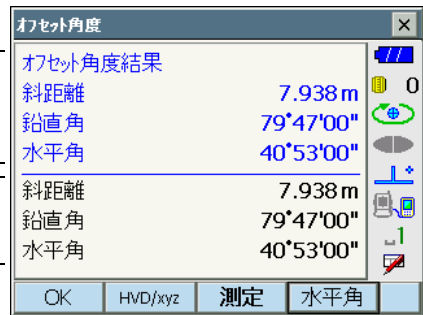 ｵﾌｾｯﾄ角度
ｵﾌｾｯﾄ角度結果
斜距離 7.938 m
鉛直角 79°47'00"
水平角 40°53'00"
斜距離 7.938 m
鉛直角 79°47'00"
水平角 40°53'00"
0
1
OK HVD/xyz 測定 水平角